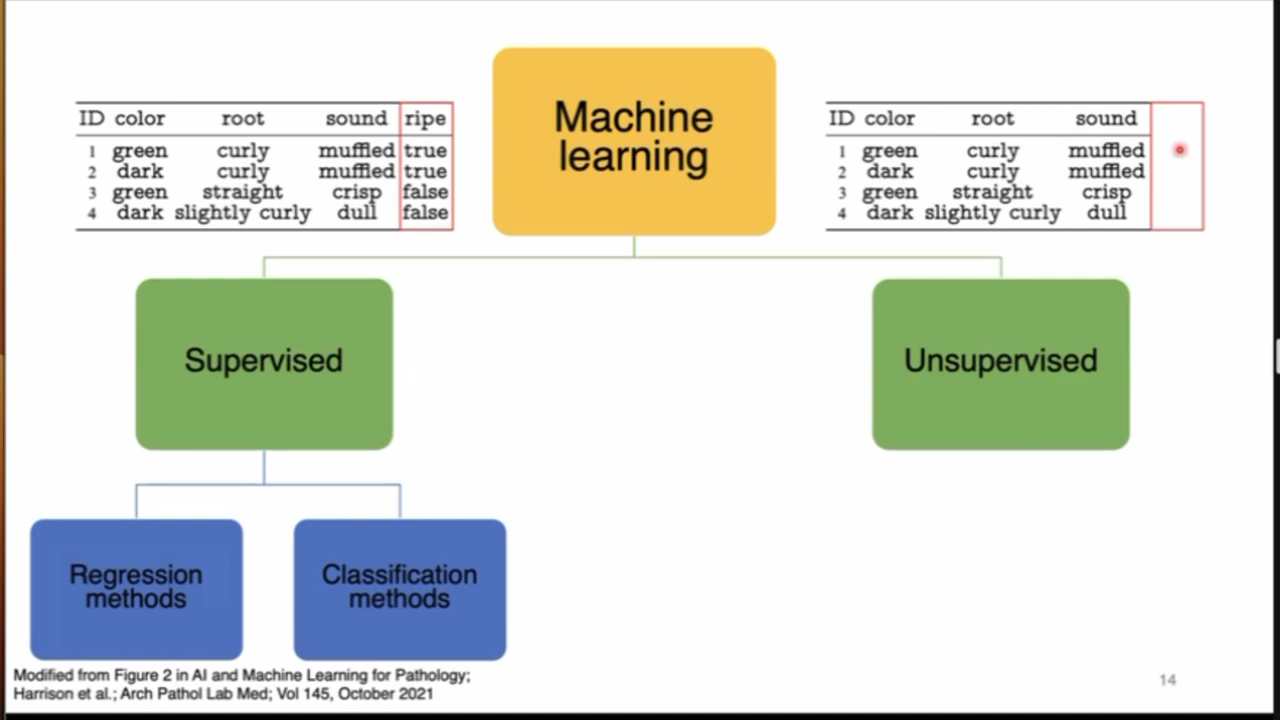 Machine
learning
ID color root sound ripe
1 green curly muffled true
2 dark curly muffled true
3 green straight crisp false
4 dark slightly curly dull false
ID color root sound
1 green curly muffled
2 dark curly muffled
3 green straight crisp
4 dark slightly curly dull
Supervised
Unsupervised
Regression
methods
Classification
methods
Modified from Figure 2 in AI and Machine Learning for Pathology;
Harrison et al.; Arch Pathol Lab Med; Vol 145, October 2021
14